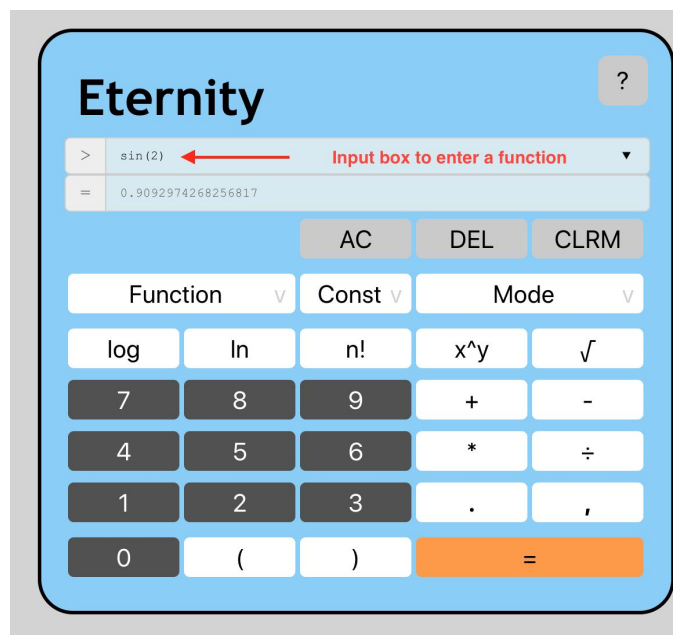 Eternity ?
> sin(2) Input box to enter a function ▼
= 0.9092974268256817
AC DEL CLRM
Function v Const v Mode v
log ln n! x^y √
7 8 9 + -
4 5 6 * ÷
1 2 3 . ,
0 ( ) =